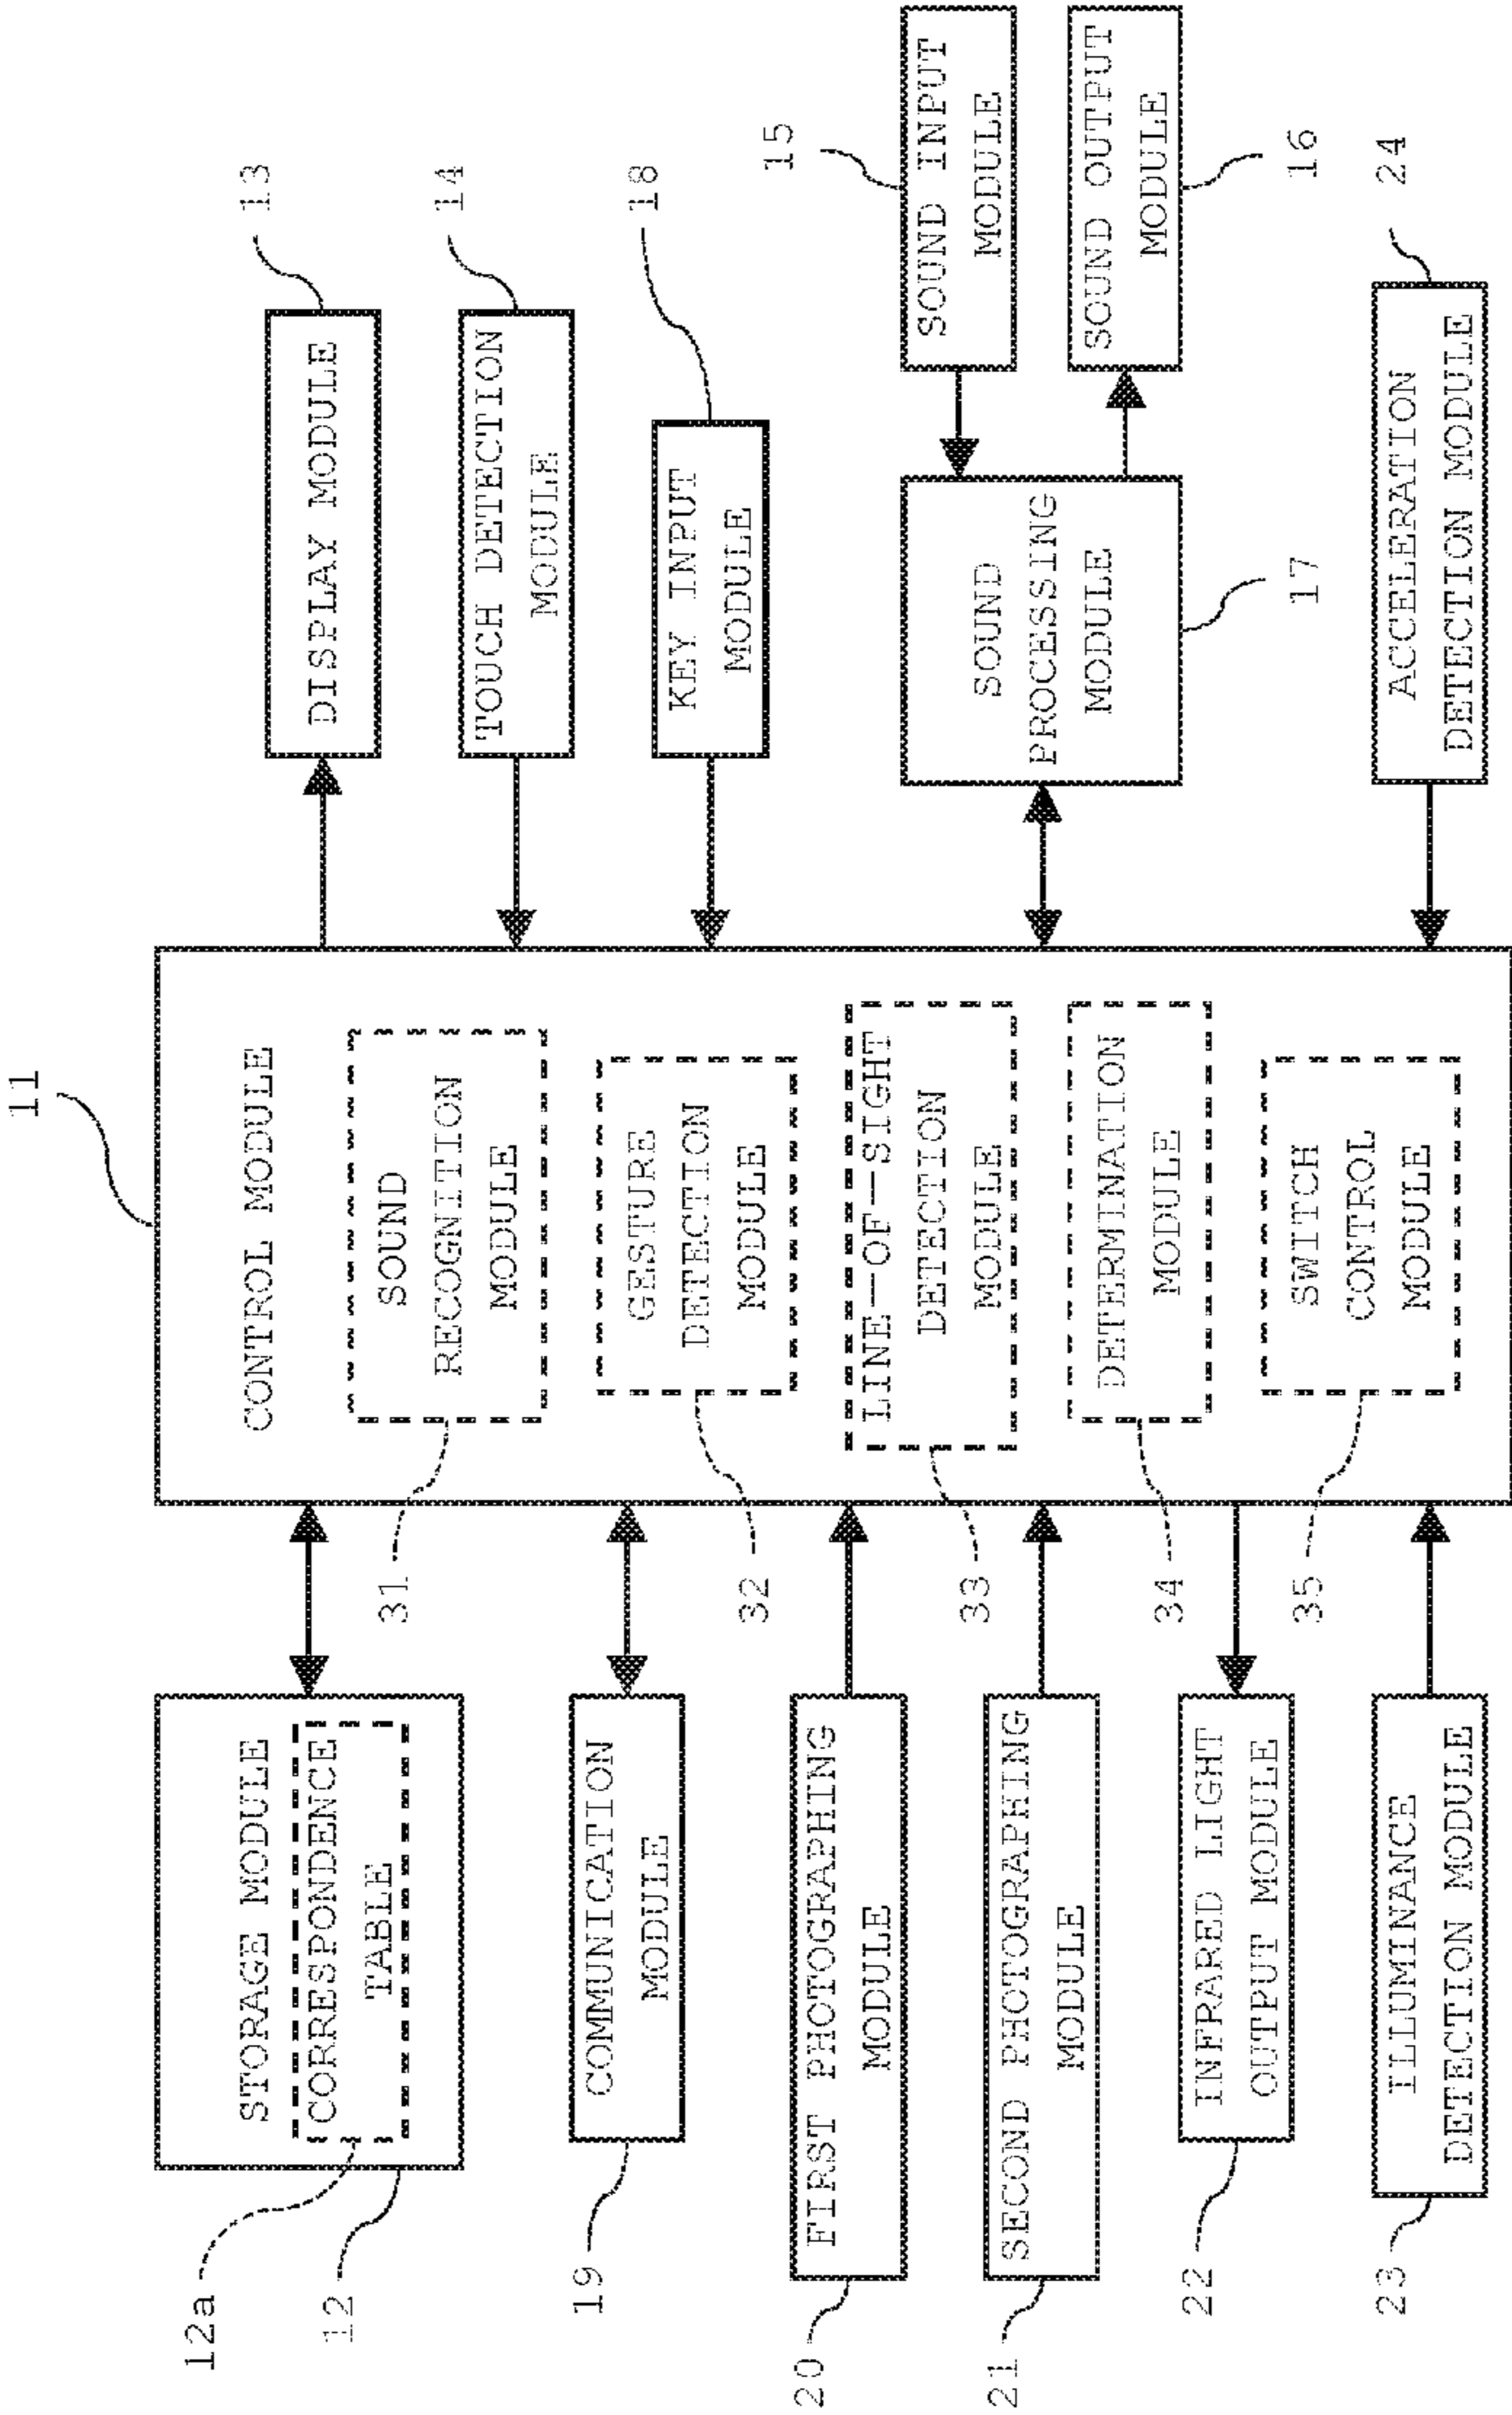 11
CONTROL MODULE
SOUND
RECOGNITION
MODULE
31
GESTURE
DETECTION
MODULE
32
LINE-OF-SIGHT
DETECTION
MODULE
33
DETERMINATION
MODULE
34
SWITCH
CONTROL
MODULE
35
STORAGE MODULE
CORRESPONDENCE
TABLE
12a
12
COMMUNICATION
MODULE
19
FIRST PHOTOGRAPHING
MODULE
20
SECOND PHOTOGRAPHING
MODULE
21
INFRARED LIGHT
OUTPUT MODULE
22
ILLUMINANCE
DETECTION MODULE
23
DISPLAY MODULE
13
TOUCH DETECTION
MODULE
14
KEY INPUT
MODULE
18
SOUND
PROCESSING
MODULE
17
SOUND INPUT
MODULE
15
SOUND OUTPUT
MODULE
16
ACCELERATION
DETECTION MODULE
24